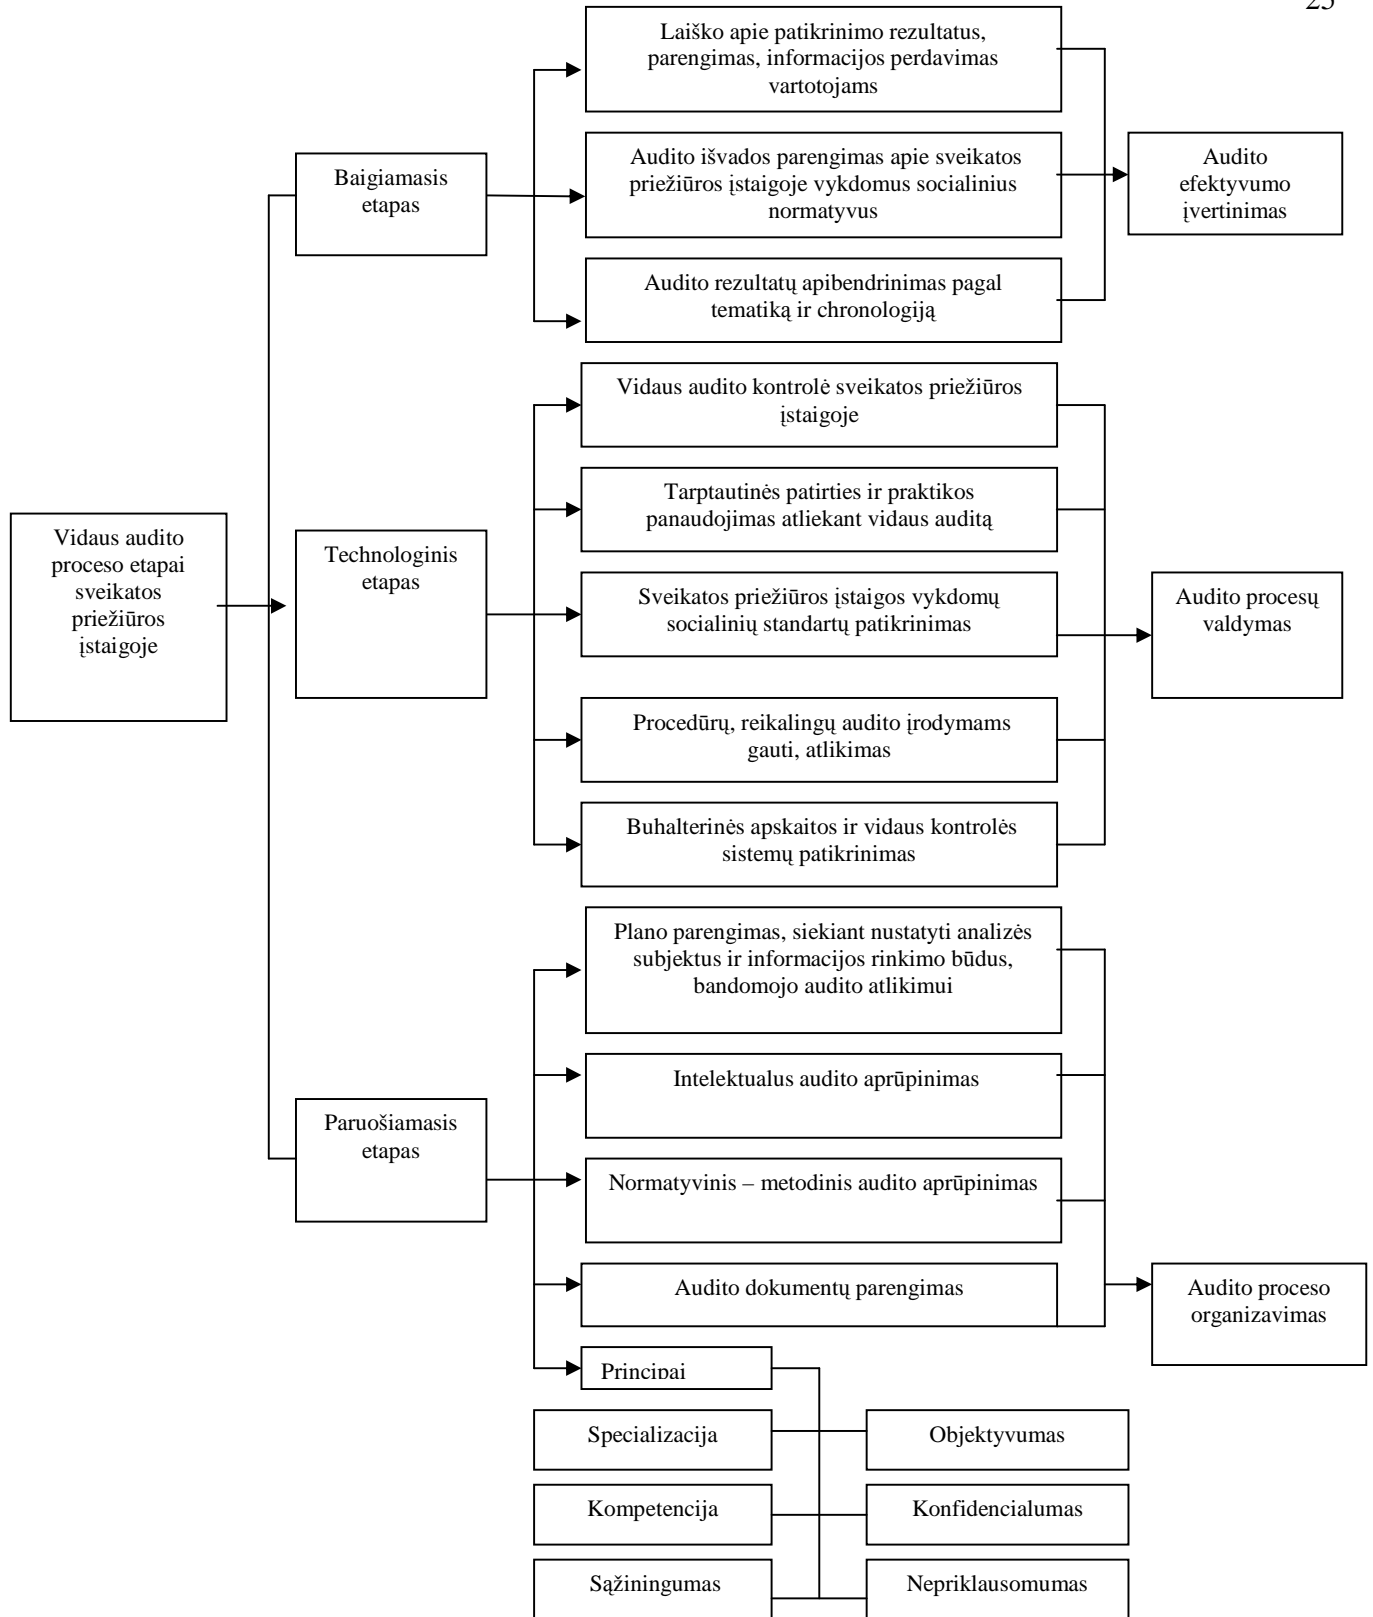 25
Laiško apie patikrinimo rezultatus,
parengimas, informacijos perdavimas
vartotojams
Audito išvados parengimas apie sveikatos
priežiūros įstaigoje vykdomus socialinius
normatyvus
Audito rezultatų apibendrinimas pagal
tematiką ir chronologiją
Baigiamasis
etapas
Audito
efektyvumo
įvertinimas
Vidaus audito kontrolė sveikatos priežiūros
įstaigoje
Tarptautinės patirties ir praktikos
panaudojimas atliekant vidaus auditą
Sveikatos priežiūros įstaigos vykdomų
socialinių standartų patikrinimas
Procedūrų, reikalingų audito įrodymams
gauti, atlikimas
Buhalterinės apskaitos ir vidaus kontrolės
sistemų patikrinimas
Vidaus audito
proceso etapai
sveikatos
priežiūros
įstaigoje
Technologinis
etapas
Audito procesų
valdymas
Plano parengimas, siekiant nustatyti analizės
subjektus ir informacijos rinkimo būdus,
bandomojo audito atlikimui
Intelektualus audito aprūpinimas
Paruošiamasis
etapas
Normatyvinis – metodinis audito aprūpinimas
Audito dokumentų parengimas
Audito proceso
organizavimas
Principai
Specializacija
Objektyvumas
Kompetencija
Konfidencialumas
Sąžiningumas
Nepriklausomumas